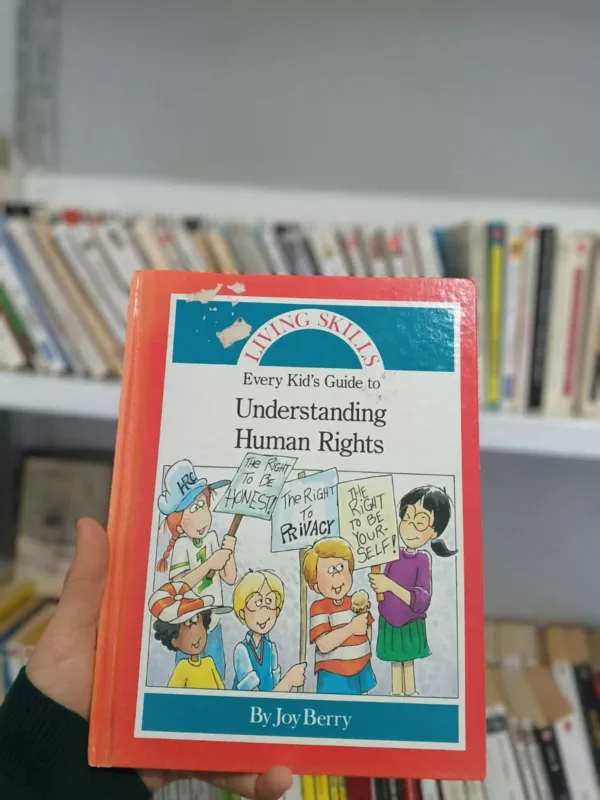 LIVING SKILLS
Every Kid's Guide to
Understanding
Human Rights
HRC
THE RIGHT
TO BE
HONEST!
The RIGHT
TO
PRIVACY
THE
RIGHT
TO BE
YOUR-
SELF!
By Joy Berry